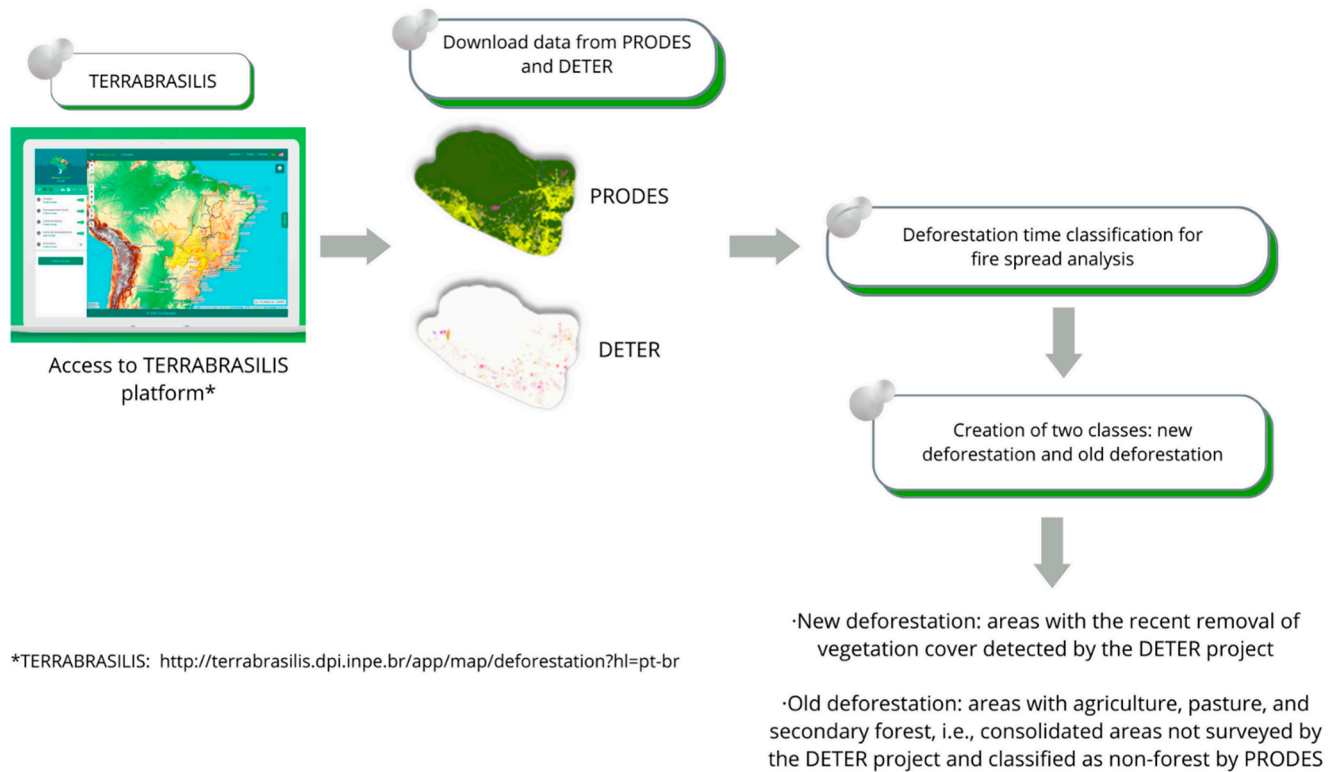 TERRABRASILIS
Access to TERRABRASILIS
platform*
Download data from PRODES
and DETER
PRODES
DETER
Deforestation time classification for
fire spread analysis
Creation of two classes: new
deforestation and old deforestation
·New deforestation: areas with the recent removal of
vegetation cover detected by the DETER project
·Old deforestation: areas with agriculture, pasture, and
secondary forest, i.e., consolidated areas not surveyed by
the DETER project and classified as non-forest by PRODES
*TERRABRASILIS:  http://terrabrasilis.dpi.inpe.br/app/map/deforestation?hl=pt-br